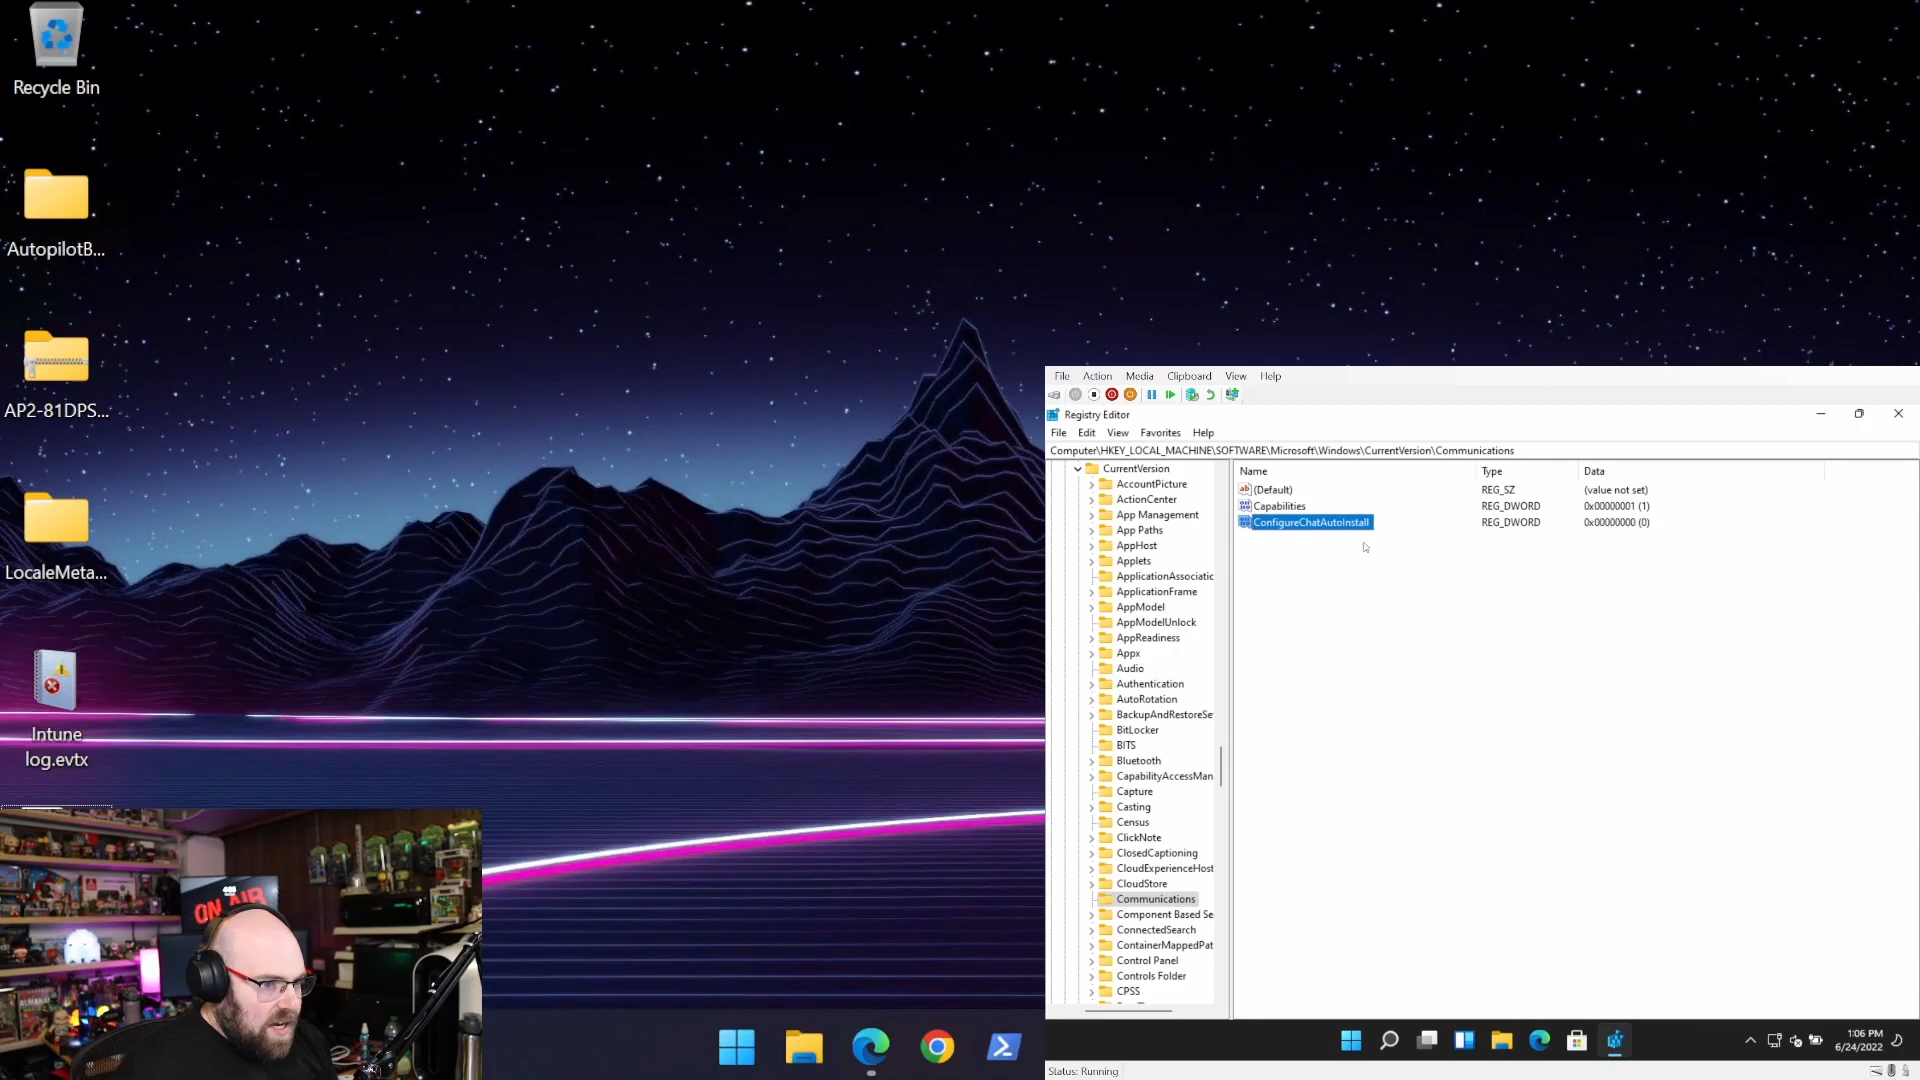 Recycle Bin
AutopilotB...
AP2-81DPS...
LocaleMeta...
Intune
log.evtx
ON AIR
File Action Media Clipboard View Help
Registry Editor
File Edit View Favorites Help
Computer\HKEY_LOCAL_MACHINE\SOFTWARE\Microsoft\Windows\CurrentVersion\Communications
CurrentVersion
AccountPicture
ActionCenter
App Management
App Paths
AppHost
Applets
ApplicationAssociatic
ApplicationFrame
AppModel
AppModelUnlock
AppReadiness
Appx
Audio
Authentication
AutoRotation
BackupAndRestoreSe
BitLocker
BITS
Bluetooth
CapabilityAccessMan
Capture
Casting
Census
ClickNote
ClosedCaptioning
CloudExperienceHost
CloudStore
Communications
Component Based Se
ConnectedSearch
ContainerMappedPat
Control Panel
Controls Folder
CPSS
Name Type Data
(Default) REG_SZ (value not set)
Capabilities REG_DWORD 0x00000001 (1)
ConfigureChatAutoInstall REG_DWORD 0x00000000 (0)
1:06 PM
6/24/2022
Status: Running